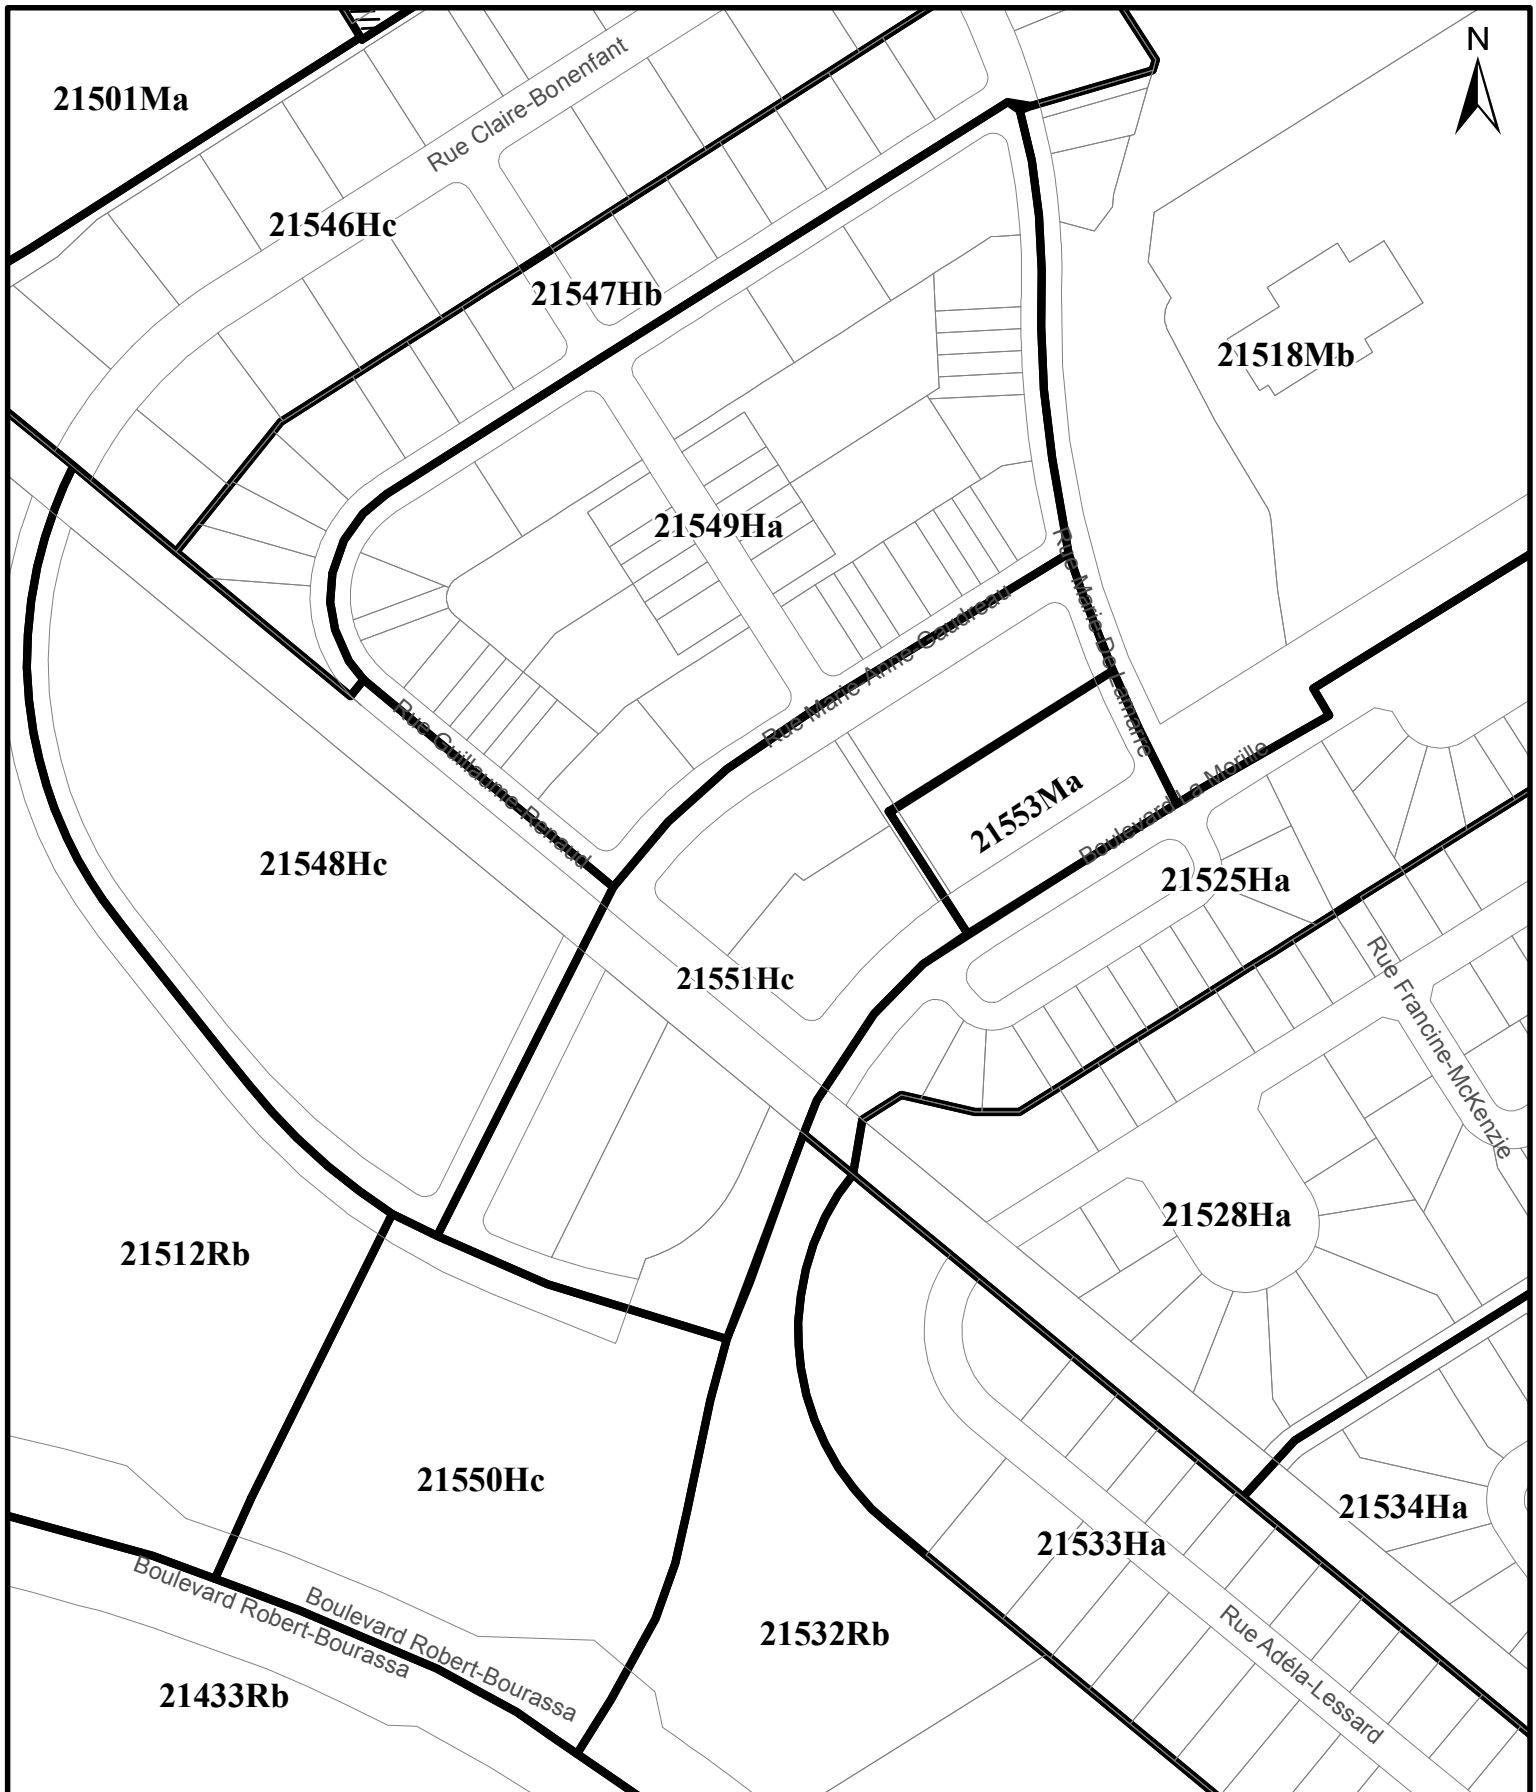 N
21501Ma
Rue Claire-Bonenfant
21546Hc
21547Hb
21518Mb
21549Ha
Rue Marie-De Lamarre
Rue Marie-Anne Gaudreau
Rue Guillaume-Renaud
Boulevard La Morille
21553Ma
21548Hc
21525Ha
21551Hc
Rue Francine-McKenzie
21528Ha
21512Rb
21550Hc
21534Ha
21533Ha
Boulevard Robert-Bourassa
Boulevard Robert-Bourassa
21532Rb
Rue Adéla-Lessard
21433Rb